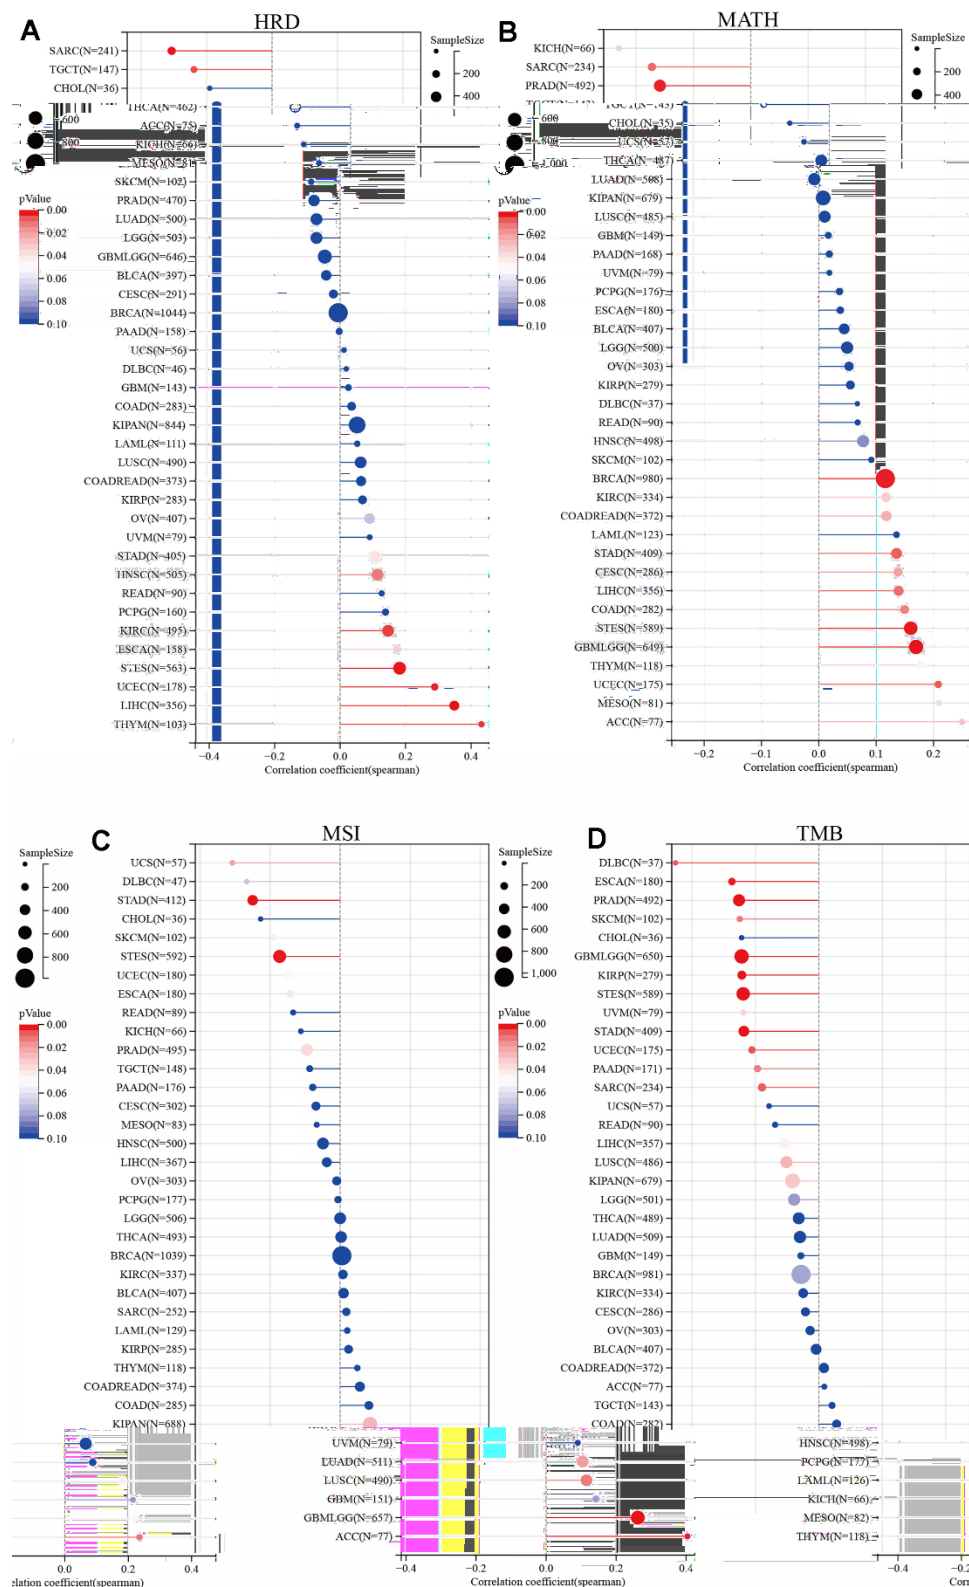 A
HRD
SARC(N=241)
TGCT(N=147)
CHOL(N=36)
THCA(N=462)
ACC(N=75)
KICH(N=66)
MESO(N=81)
SKCM(N=102)
PRAD(N=470)
LUAD(N=500)
LGG(N=503)
GBMLGG(N=646)
BLCA(N=397)
CESC(N=291)
BRCA(N=1044)
PAAD(N=158)
UCS(N=56)
DLBC(N=46)
GBM(N=143)
COAD(N=283)
KIPAN(N=844)
LAML(N=111)
LUSC(N=490)
COADREAD(N=373)
KIRP(N=283)
OV(N=407)
UVM(N=79)
STAD(N=405)
HNSC(N=505)
READ(N=90)
PCPG(N=160)
KIRC(N=495)
ESCA(N=158)
STES(N=563)
UCEC(N=178)
LIHC(N=356)
THYM(N=103)
−0.4 −0.2 0.0 0.2
Correlation coefficient(spearman)
SampleSize
200
400
600
800
pValue
0.00
0.02
0.04
0.06
0.08
0.10
B
MATH
KICH(N=66)
SARC(N=234)
PRAD(N=492)
CHOL(N=35)
UCS(N=57)
THCA(N=487)
LUAD(N=508)
KIPAN(N=679)
LUSC(N=485)
GBM(N=149)
PAAD(N=168)
UVM(N=79)
PCPG(N=176)
ESCA(N=180)
BLCA(N=407)
LGG(N=500)
OV(N=303)
KIRP(N=279)
DLBC(N=37)
READ(N=90)
HNSC(N=498)
SKCM(N=102)
BRCA(N=980)
KIRC(N=334)
COADREAD(N=372)
LAML(N=123)
STAD(N=409)
CESC(N=286)
LIHC(N=356)
COAD(N=282)
STES(N=589)
GBMLGG(N=649)
THYM(N=118)
UCEC(N=175)
MESO(N=81)
ACC(N=77)
−0.2 −0.1 0.0 0.1 0.2
Correlation coefficient(spearman)
SampleSize
200
400
600
800
1,000
pValue
0.00
0.02
0.04
0.06
0.08
0.10
C
MSI
SampleSize
200
400
600
800
pValue
0.00
0.02
0.04
0.06
0.08
0.10
UCS(N=57)
DLBC(N=47)
STAD(N=412)
CHOL(N=36)
SKCM(N=102)
STES(N=592)
UCEC(N=180)
ESCA(N=180)
READ(N=89)
KICH(N=66)
PRAD(N=495)
TGCT(N=148)
PAAD(N=176)
CESC(N=302)
MESO(N=83)
HNSC(N=500)
LIHC(N=367)
OV(N=303)
PCPG(N=177)
LGG(N=506)
THCA(N=493)
BRCA(N=1039)
KIRC(N=337)
BLCA(N=407)
SARC(N=252)
LAML(N=129)
KIRP(N=285)
THYM(N=118)
COADREAD(N=374)
COAD(N=285)
KIPAN(N=688)
UVM(N=79)
LUAD(N=511)
LUSC(N=490)
GBM(N=151)
GBMLGG(N=657)
ACC(N=77)
−0.4 −0.2 0.0 0.2 0.4
Correlation coefficient(spearman)
D
TMB
SampleSize
200
400
600
800
1,000
pValue
0.00
0.02
0.04
0.06
0.08
0.10
DLBC(N=37)
ESCA(N=180)
PRAD(N=492)
SKCM(N=102)
CHOL(N=36)
GBMLGG(N=650)
KIRP(N=279)
STES(N=589)
UVM(N=79)
STAD(N=409)
UCEC(N=175)
PAAD(N=171)
SARC(N=234)
UCS(N=57)
READ(N=90)
LIHC(N=357)
LUSC(N=486)
KIPAN(N=679)
LGG(N=501)
THCA(N=489)
LUAD(N=509)
GBM(N=149)
BRCA(N=981)
KIRC(N=334)
CESC(N=286)
OV(N=303)
BLCA(N=407)
COADREAD(N=372)
ACC(N=77)
TGCT(N=143)
COAD(N=282)
HNSC(N=498)
PCPG(N=177)
LAML(N=126)
KICH(N=66)
MESO(N=82)
THYM(N=118)
−0.4 −0.2
0.0 0.2
Correlation coefficient(spearman)